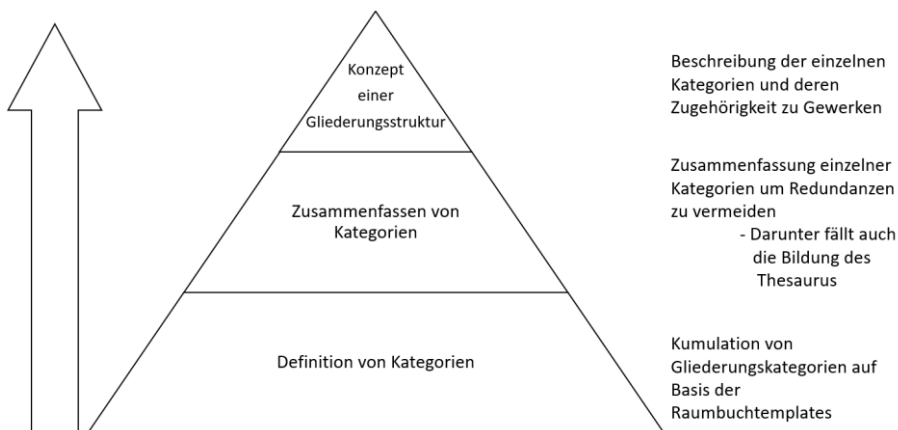 Konzept
einer
Gliederungsstruktur
Beschreibung der einzelnen
Kategorien und deren
Zugehörigkeit zu Gewerken
Zusammenfassen von
Kategorien
Zusammenfassung einzelner
Kategorien um Redundanzen
zu vermeiden
- Darunter fällt auch
die Bildung des
Thesaurus
Definition von Kategorien
Kumulation von
Gliederungskategorien auf
Basis der
Raumbuchtemplates